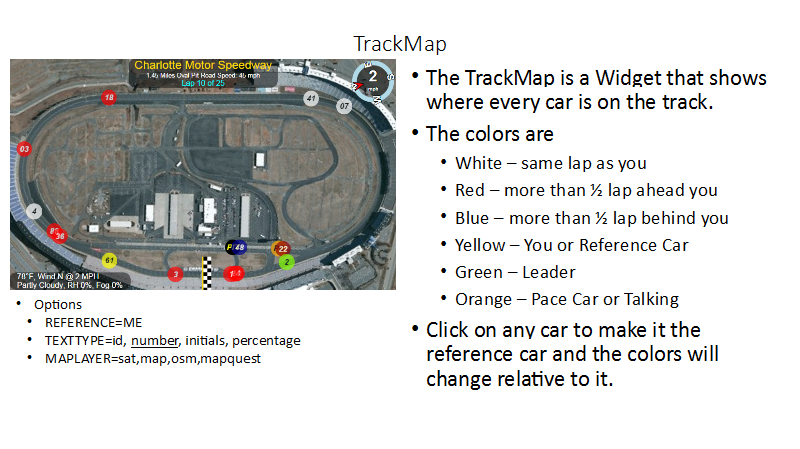 TrackMap
Charlotte Motor Speedway
1.45 Miles Oval Pit Road Speed: 45 mph
Lap 10 of 25
2
mph
18
41
07
03
4
36
61
3
48
22
2
78°F, Wind N @ 2 MPH
Partly Cloudy, RH 0%, Fog 0%
• Options
• REFERENCE=ME
• TEXTTYPE=id, number, initials, percentage
• MAPLAYER=sat,map,osm,mapquest
• The TrackMap is a Widget that shows
where every car is on the track.
• The colors are
• White – same lap as you
• Red – more than ½ lap ahead you
• Blue – more than ½ lap behind you
• Yellow – You or Reference Car
• Green – Leader
• Orange – Pace Car or Talking
• Click on any car to make it the
reference car and the colors will
change relative to it.